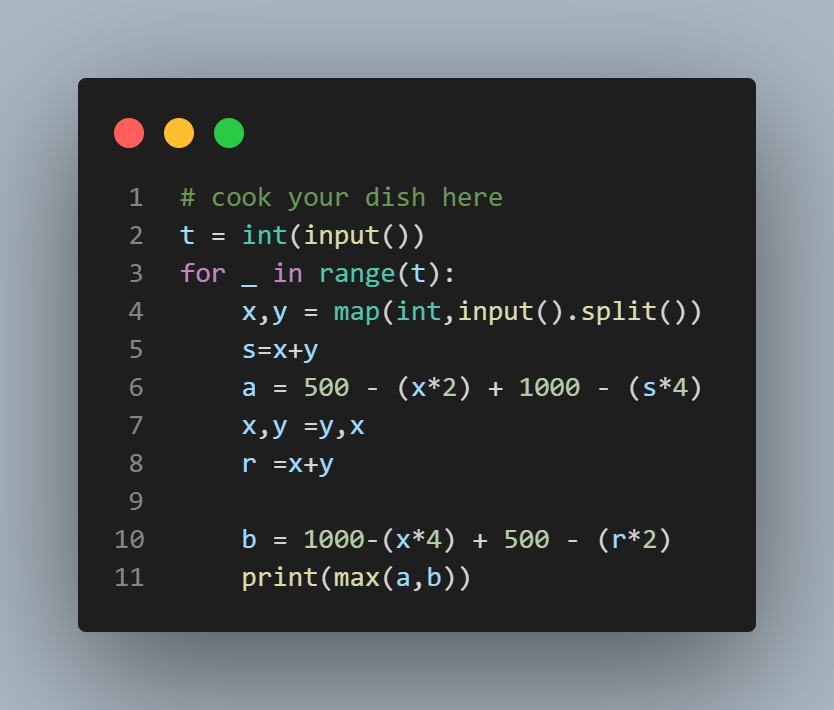 1 # cook your dish here
2 t = int(input())
3 for _ in range(t):
4     x,y = map(int,input().split())
5     s=x+y
6     a = 500 - (x*2) + 1000 - (s*4)
7     x,y =y,x
8     r =x+y
9
10     b = 1000-(x*4) + 500 - (r*2)
11     print(max(a,b))